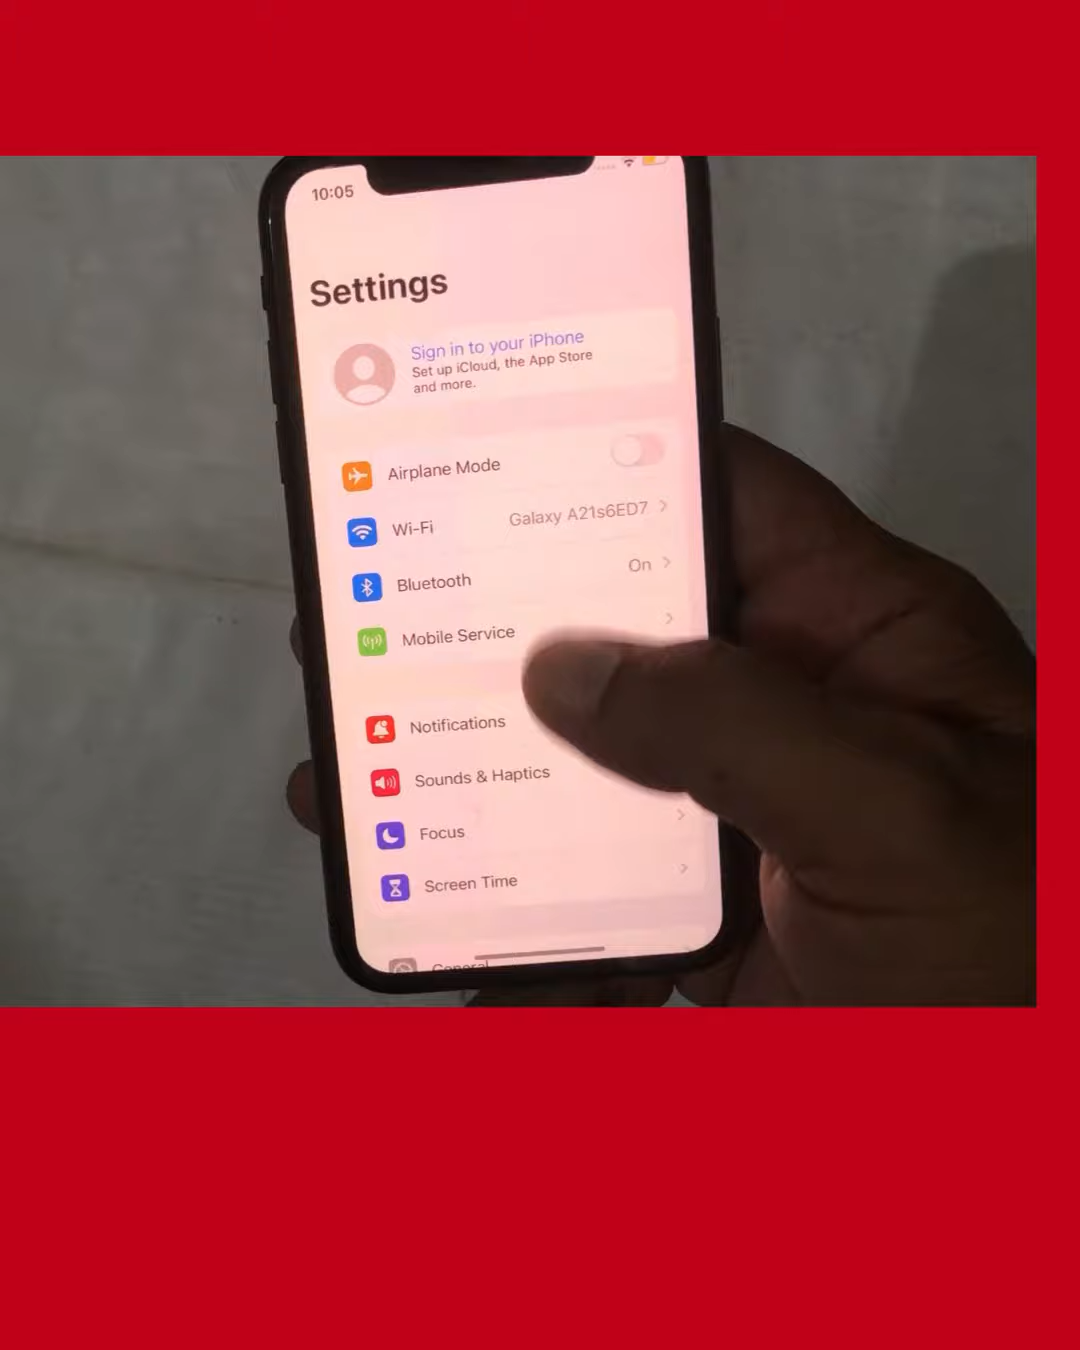 10:05
Settings
Sign in to your iPhone
Set up iCloud, the App Store
and more.
Airplane Mode
Wi-Fi Galaxy A21s6ED7
Bluetooth On
Mobile Service
Notifications
Sounds & Haptics
Focus
Screen Time
General